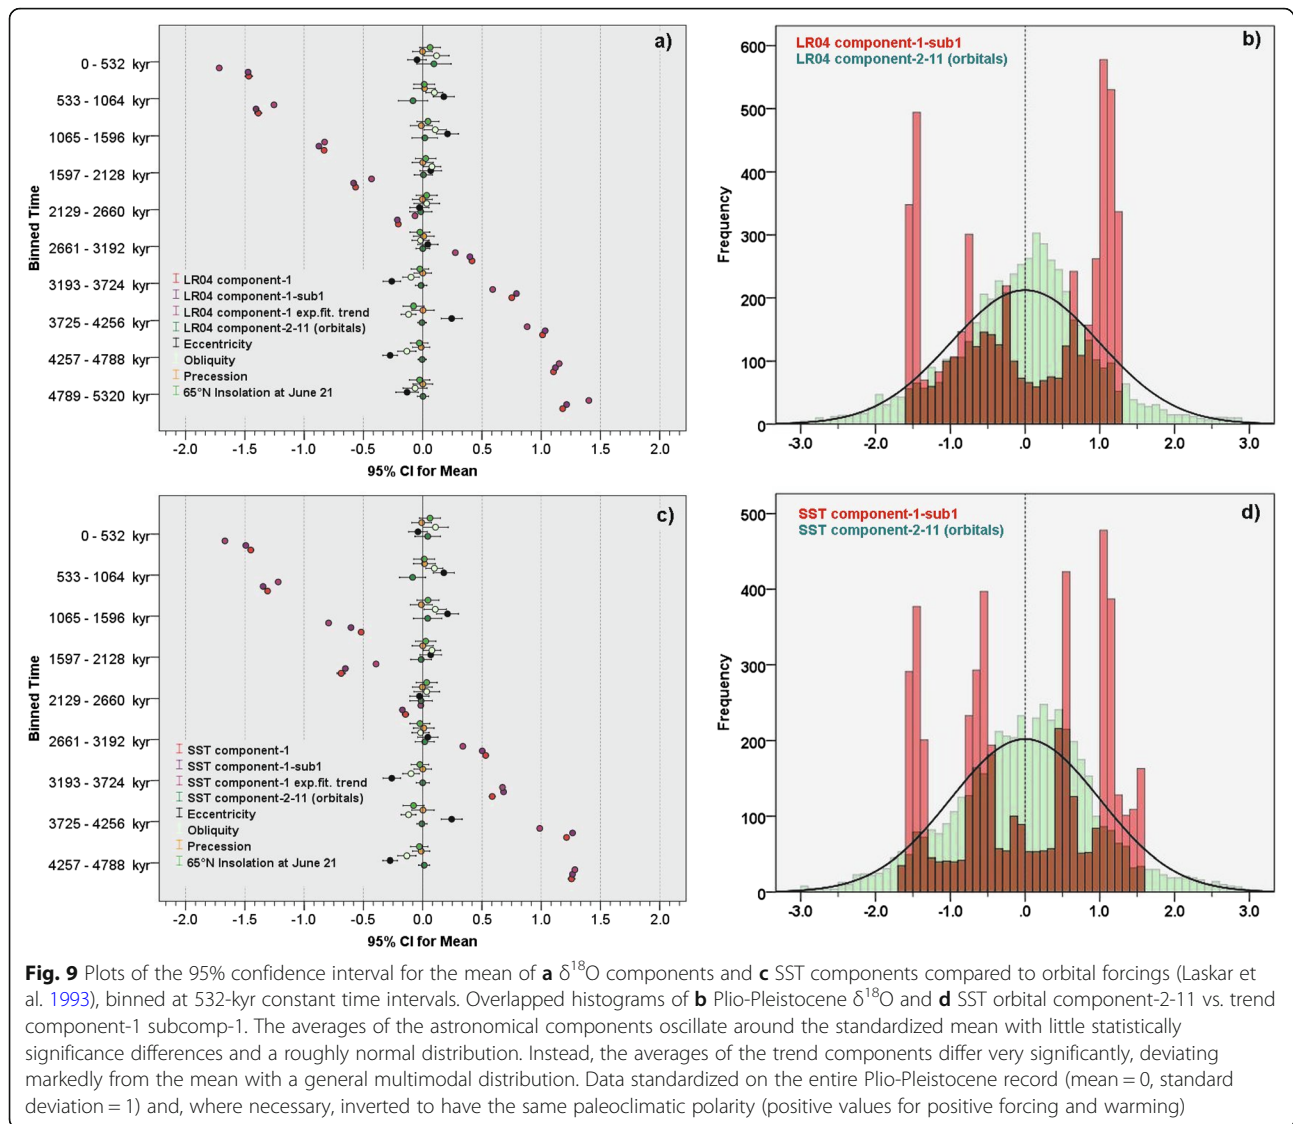 a)
0 - 532 kyr
533 - 1064 kyr
1065 - 1596 kyr
1597 - 2128 kyr
2129 - 2660 kyr
2661 - 3192 kyr
3193 - 3724 kyr
3725 - 4256 kyr
4257 - 4788 kyr
4789 - 5320 kyr
Binned Time
LR04 component-1
LR04 component-1-sub1
LR04 component-1 exp.fit. trend
LR04 component-2-11 (orbitals)
Eccentricity
Obliquity
Precession
65°N Insolation at June 21
-2.0 -1.5 -1.0 -0.5 0.0 0.5 1.0 1.5 2.0
95% CI for Mean
b)
LR04 component-1-sub1
LR04 component-2-11 (orbitals)
600
500
400
300
200
100
0
Frequency
-3.0 -2.0 -1.0 .0 1.0 2.0 3.0
c)
0 - 532 kyr
533 - 1064 kyr
1065 - 1596 kyr
1597 - 2128 kyr
2129 - 2660 kyr
2661 - 3192 kyr
3193 - 3724 kyr
3725 - 4256 kyr
4257 - 4788 kyr
Binned Time
SST component-1
SST component-1-sub1
SST component-1 exp.fit. trend
SST component-2-11 (orbitals)
Eccentricity
Obliquity
Precession
65°N Insolation at June 21
-2.0 -1.5 -1.0 -0.5 0.0 0.5 1.0 1.5 2.0
95% CI for Mean
d)
SST component-1-sub1
SST component-2-11 (orbitals)
500
400
300
200
100
0
Frequency
-3.0 -2.0 -1.0 .0 1.0 2.0 3.0
Fig. 9 Plots of the 95% confidence interval for the mean of a δ18O components and c SST components compared to orbital forcings (Laskar et
al. 1993), binned at 532-kyr constant time intervals. Overlapped histograms of b Plio-Pleistocene δ18O and d SST orbital component-2-11 vs. trend
component-1 subcomp-1. The averages of the astronomical components oscillate around the standardized mean with little statistically
significance differences and a roughly normal distribution. Instead, the averages of the trend components differ very significantly, deviating
markedly from the mean with a general multimodal distribution. Data standardized on the entire Plio-Pleistocene record (mean = 0, standard
deviation = 1) and, where necessary, inverted to have the same paleoclimatic polarity (positive values for positive forcing and warming)